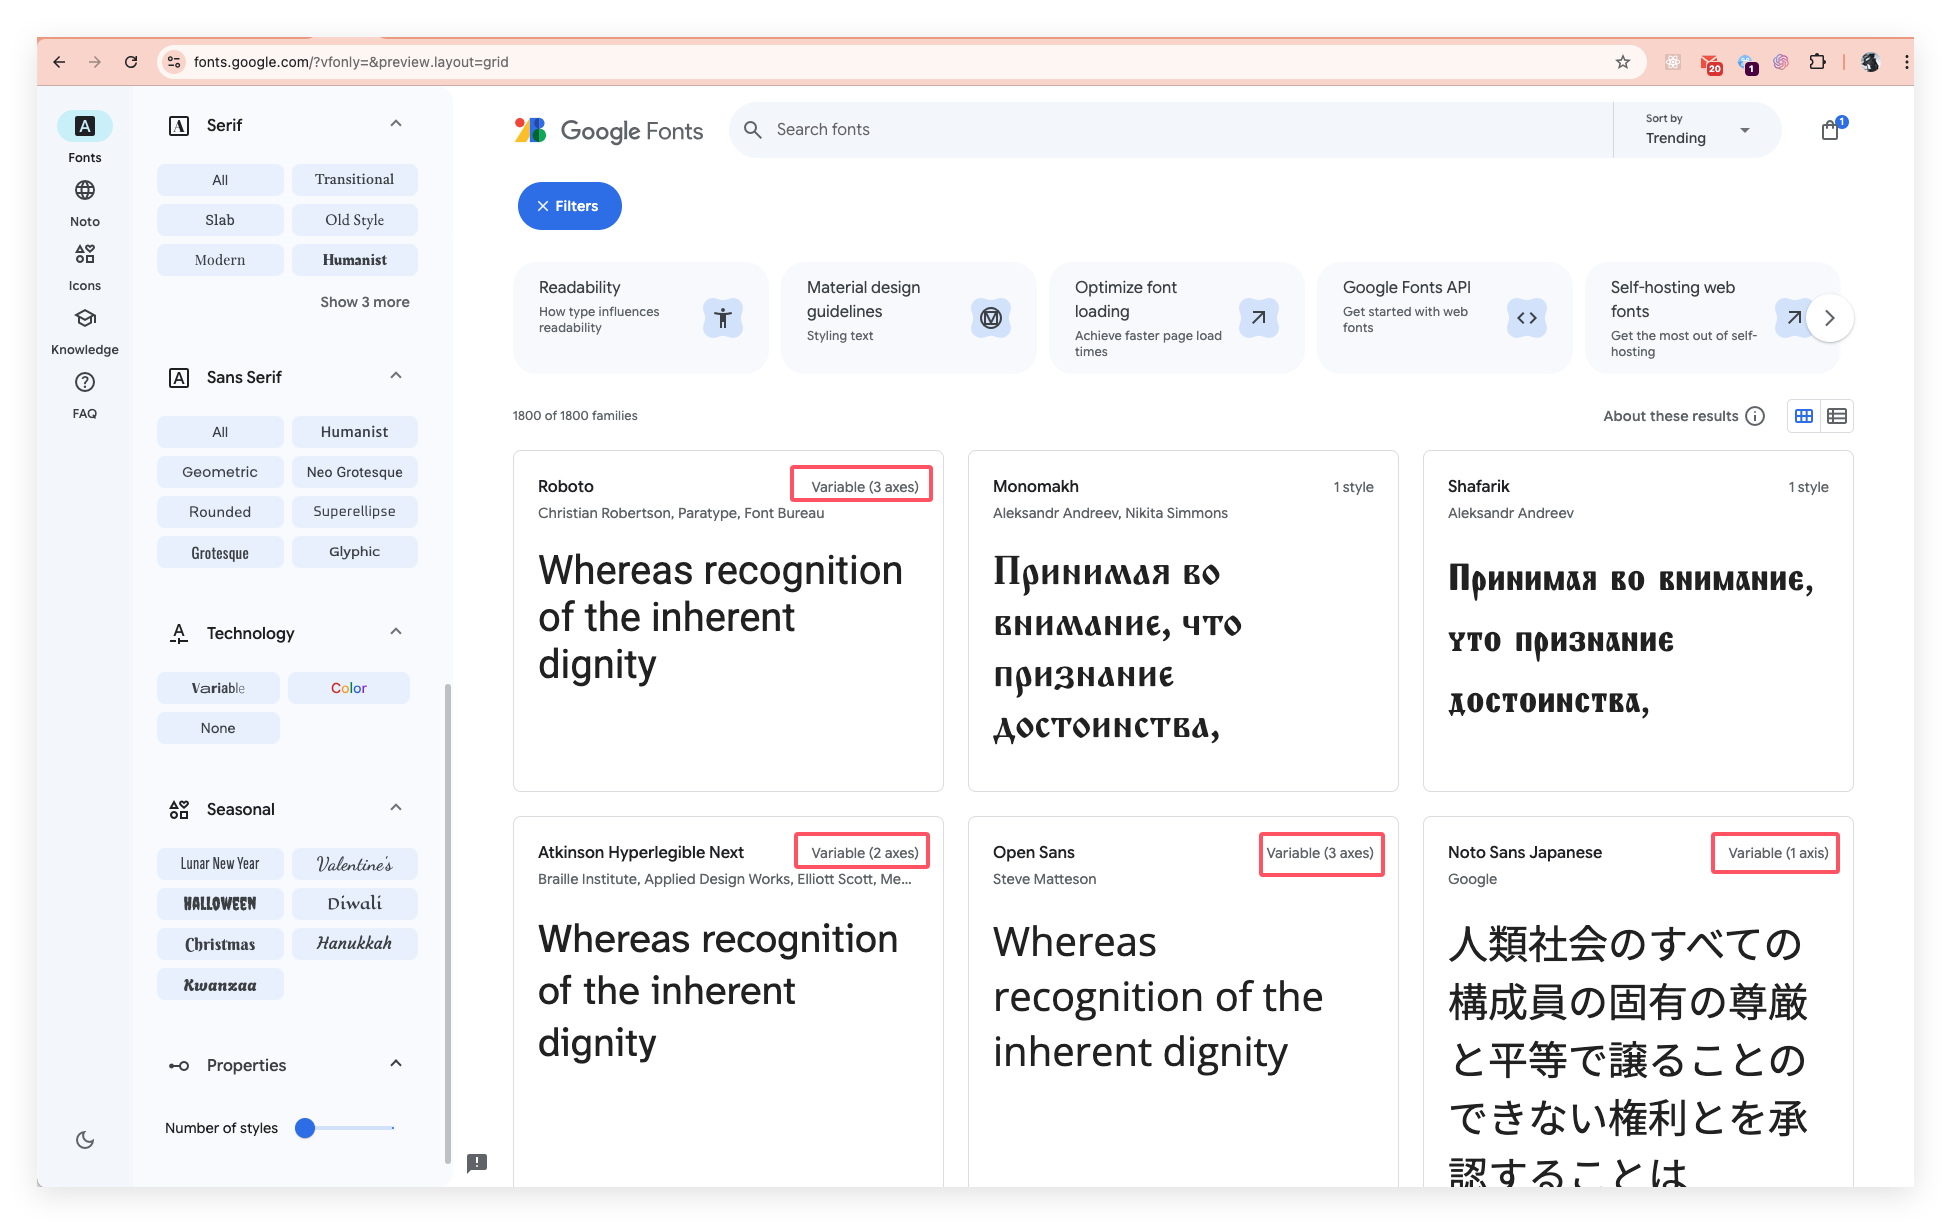 fonts.google.com/?vfonly=&preview.layout=grid
20
1
A
Fonts
Noto
Icons
Knowledge
FAQ
Serif
All
Transitional
Slab
Old Style
Modern
Humanist
Show 3 more
Sans Serif
All
Humanist
Geometric
Neo Grotesque
Rounded
Superellipse
Grotesque
Glyphic
Technology
Variable
Color
None
Seasonal
Lunar New Year
Valentine's
HALLOWEEN
Diwali
Christmas
Hanukkah
Kwanzaa
Properties
Number of styles
Google Fonts
Search fonts
Sort by
Trending
1
Filters
Readability
How type influences
readability
Material design
guidelines
Styling text
Optimize font
loading
Achieve faster page load
times
Google Fonts API
Get started with web
fonts
Self-hosting web
fonts
Get the most out of self-
hosting
1800 of 1800 families
About these results
Roboto
Variable (3 axes)
Christian Robertson, Paratype, Font Bureau
Whereas recognition
of the inherent
dignity
Monomakh
1 style
Aleksandr Andreev, Nikita Simmons
Принимая во
внимание, что
признание
достоинства,
Shafarik
1 style
Aleksandr Andreev
Принимая во внимание,
что признание
достоинства,
Atkinson Hyperlegible Next
Variable (2 axes)
Braille Institute, Applied Design Works, Elliott Scott, Me...
Whereas recognition
of the inherent
dignity
Open Sans
Variable (3 axes)
Steve Matteson
Whereas
recognition of the
inherent dignity
Noto Sans Japanese
Variable (1 axis)
Google
人類社会のすべての
構成員の固有の尊厳
と平等で譲ることの
できない権利とを承
認することは